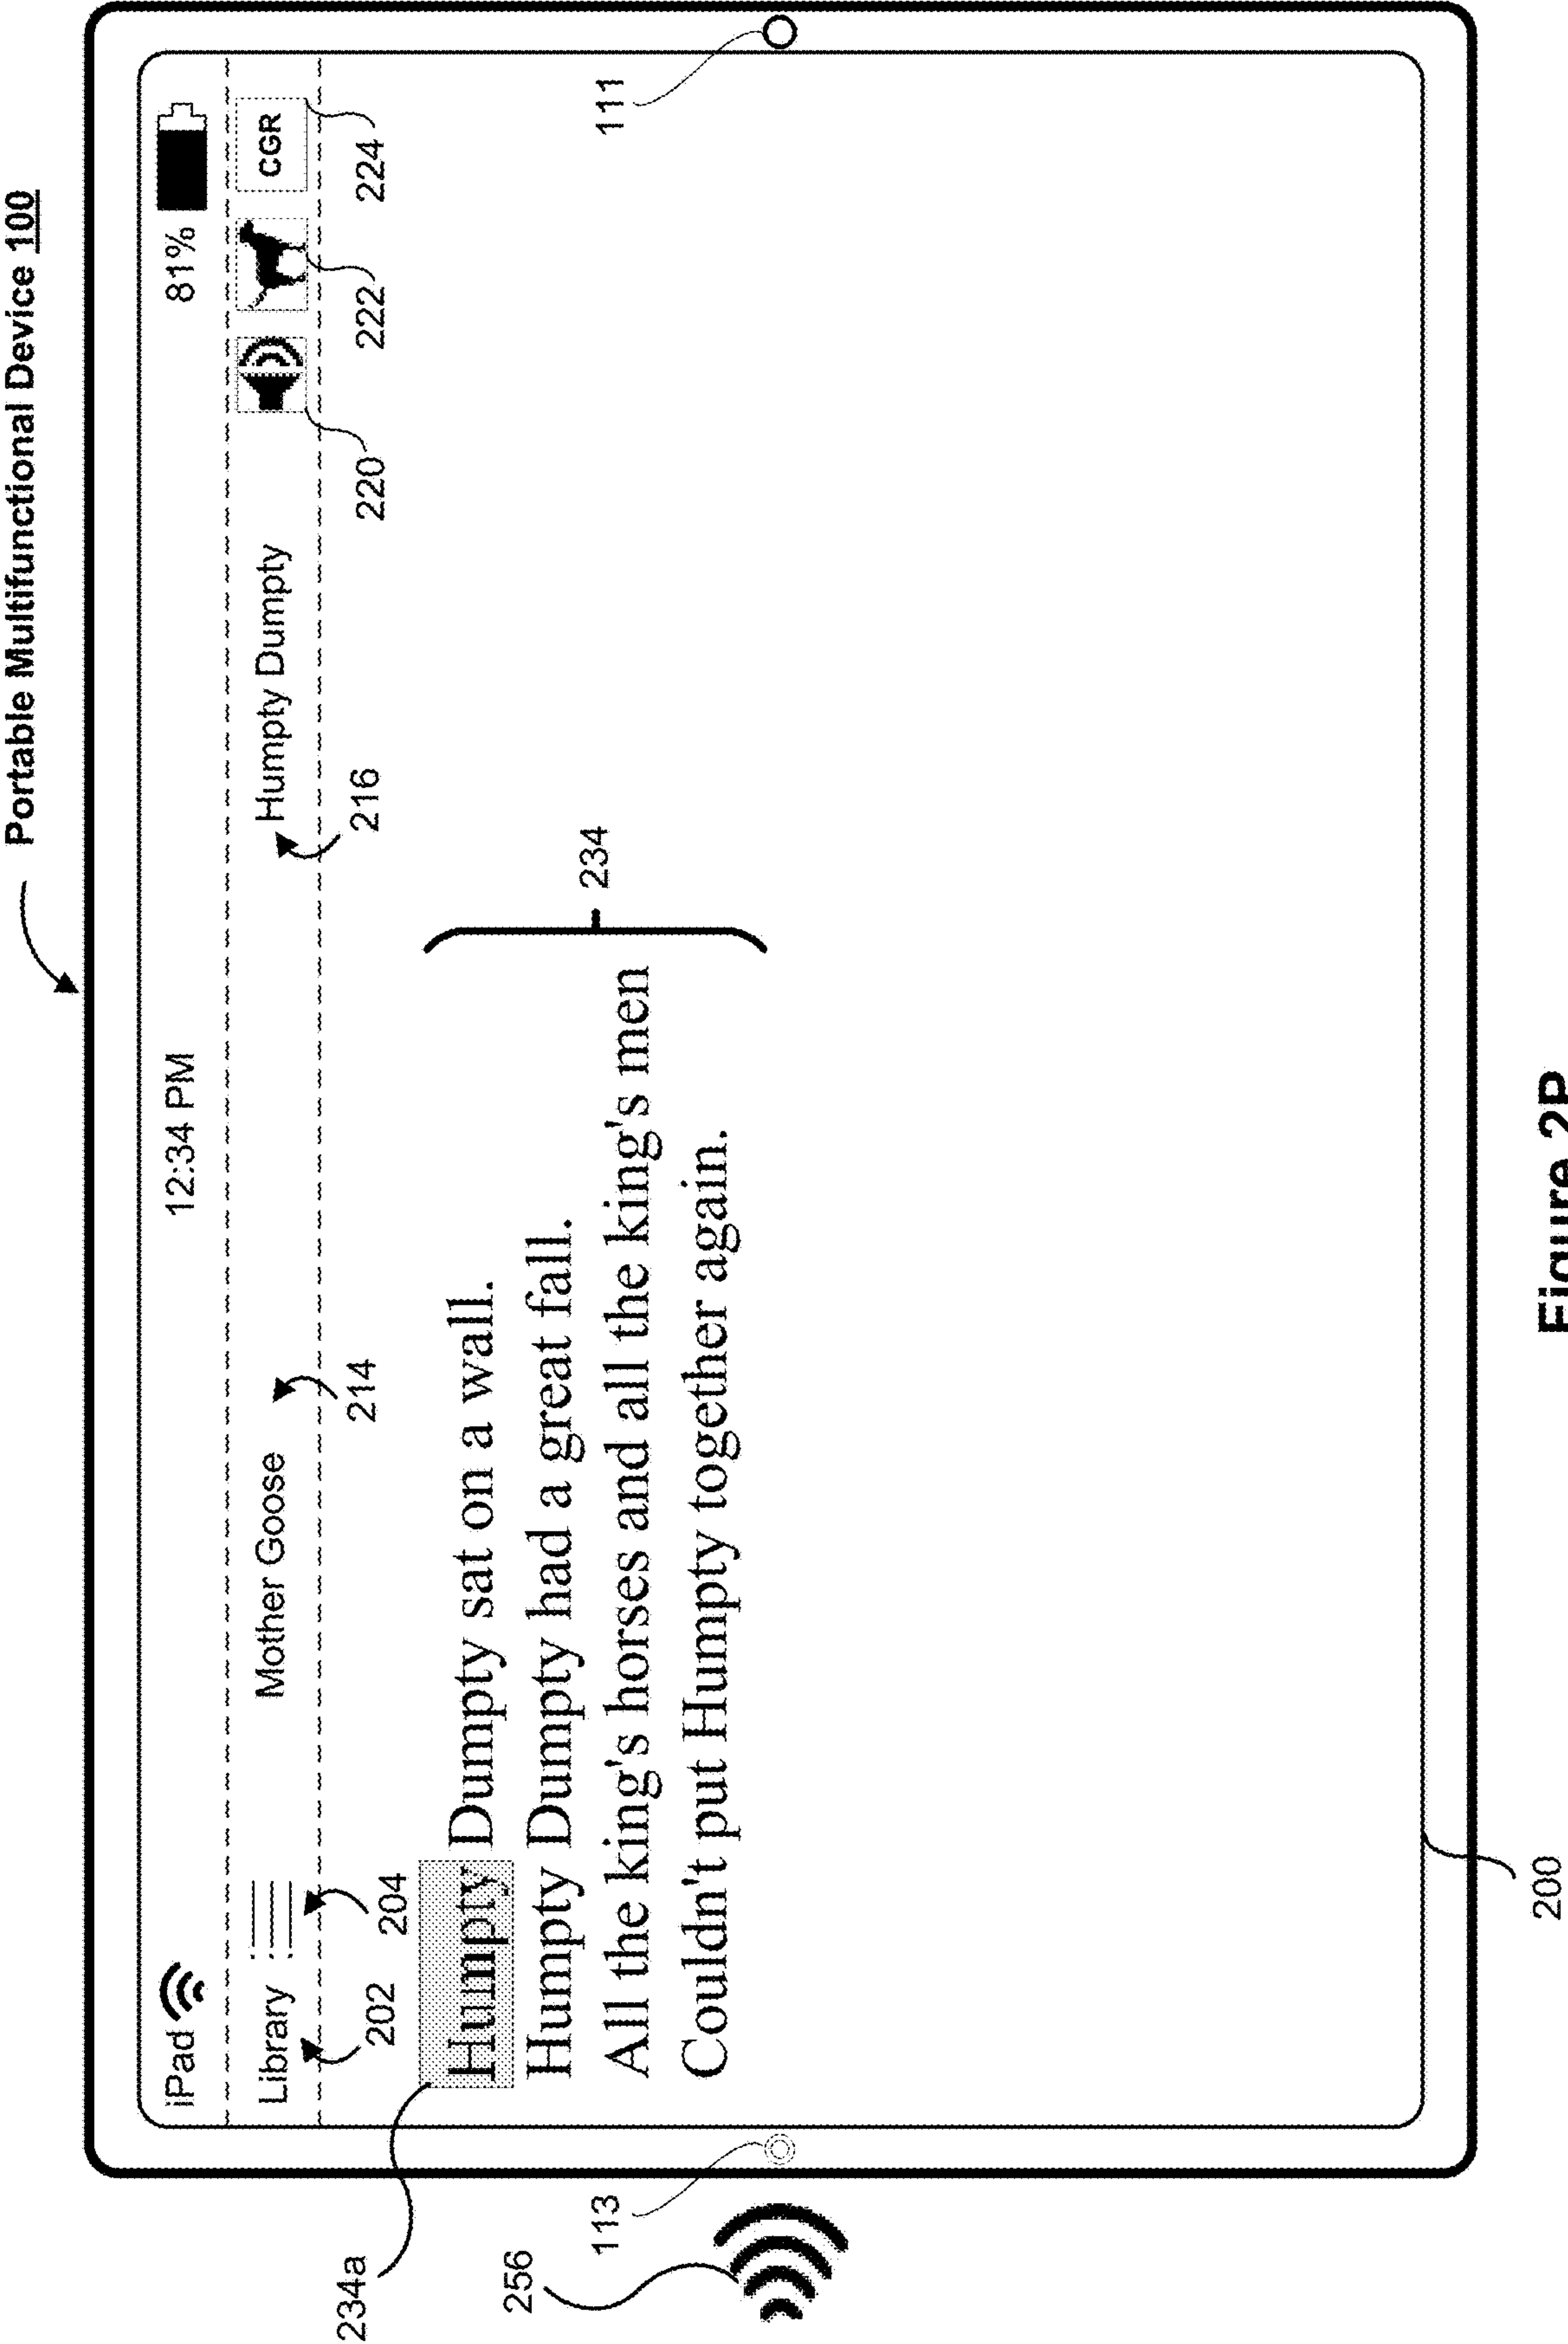 Portable Multifunctional Device 100
iPad 12:34 PM 81%
Library Mother Goose Humpty Dumpty CGR
202 204 214 216 220 222 224
234a
Humpty Dumpty sat on a wall.
Humpty Dumpty had a great fall.
All the king's horses and all the king's men
Couldn't put Humpty together again.
234
256
113
111
200
Figure 2P